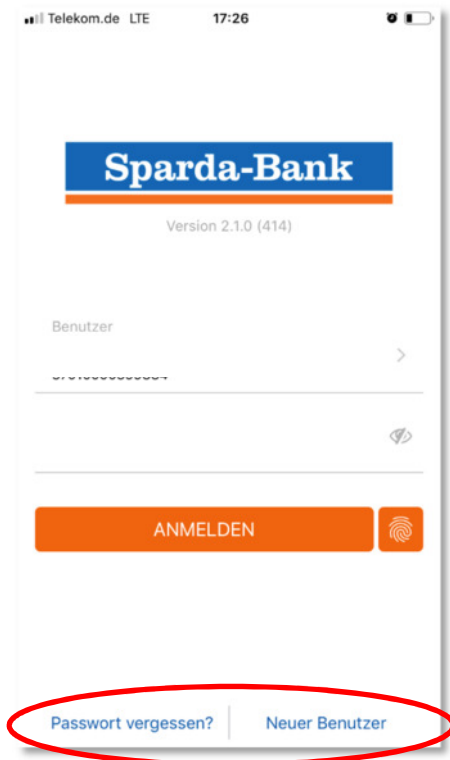 Telekom.de LTE 17:26
Sparda-Bank
Version 2.1.0 (414)
Benutzer
ANMELDEN
Passwort vergessen? Neuer Benutzer